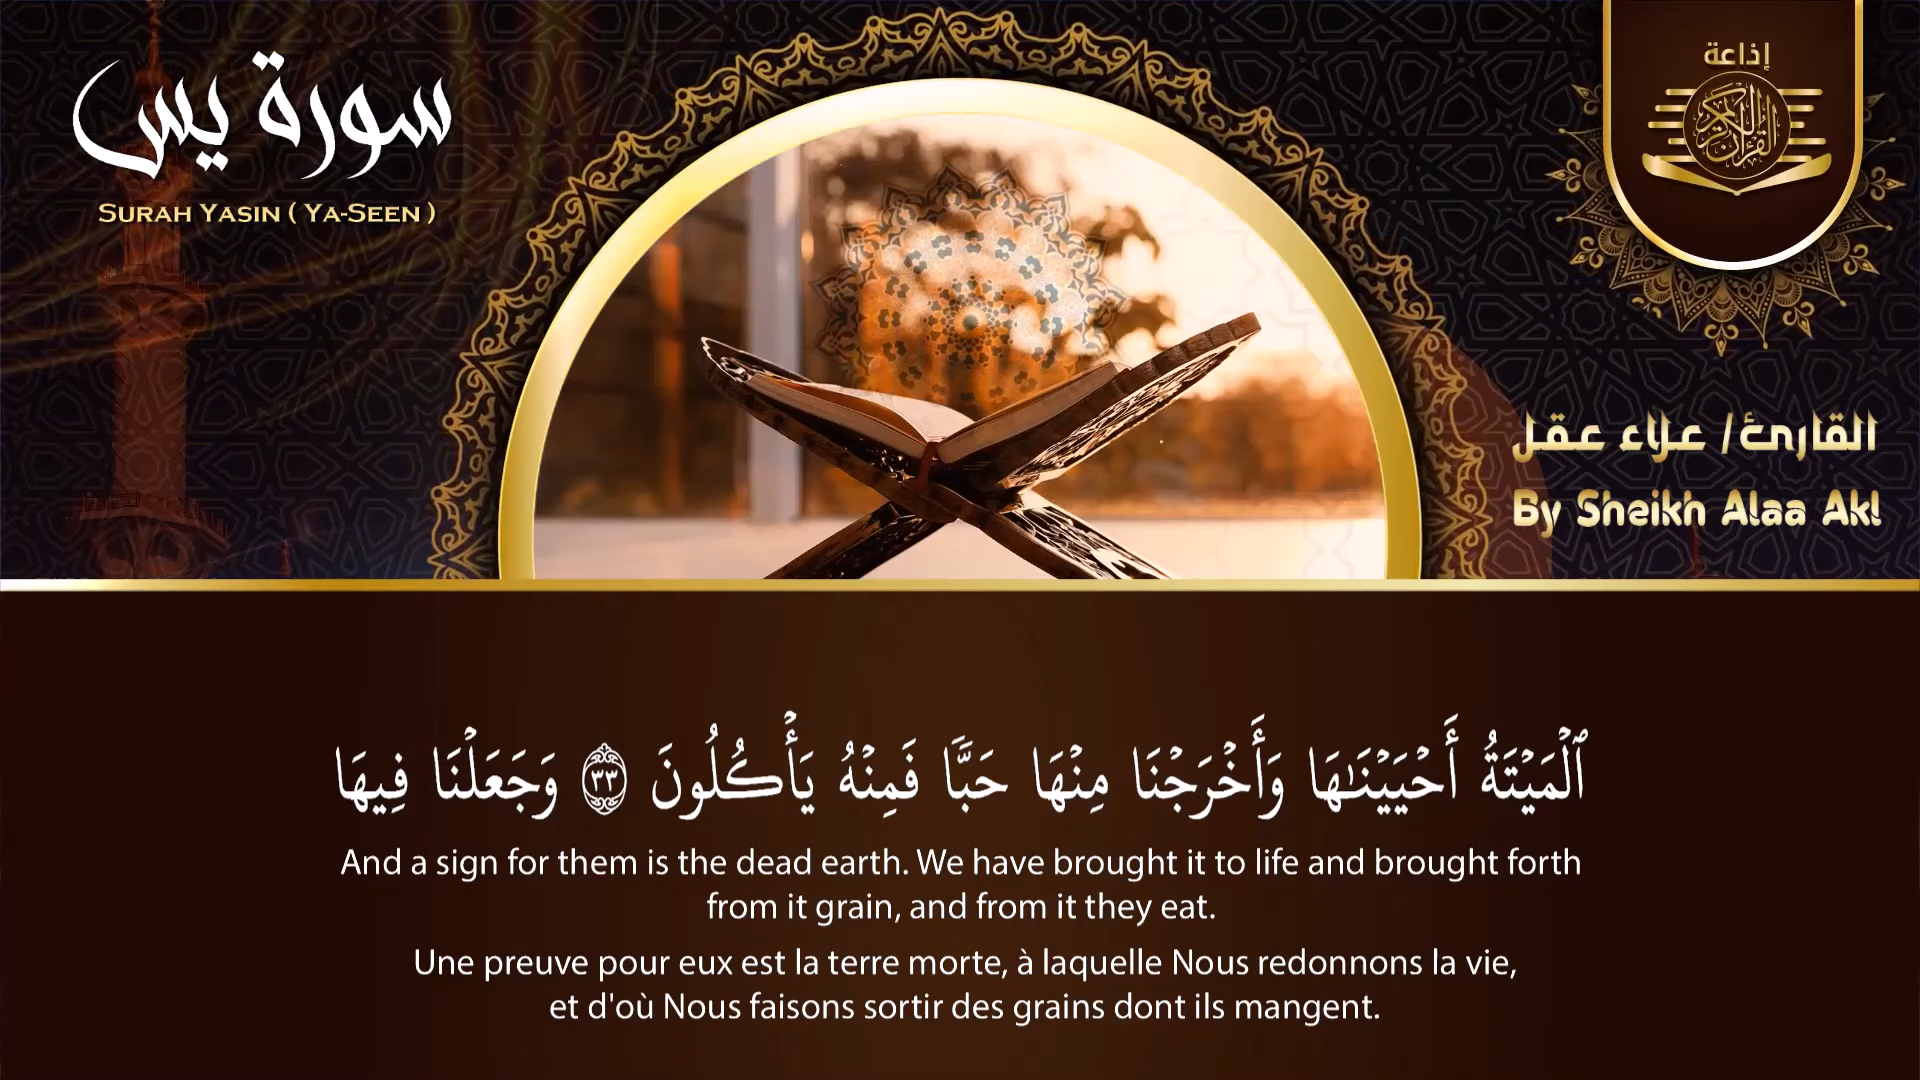 سورة يس
SURAH YASIN ( YA-SEEN )
إذاعة
القرآن الكريم
القارئ/ علاء عقل
By Sheikh Alaa Akl
ٱلْمَيْتَةُ أَحْيَيْنَٰهَا وَأَخْرَجْنَا مِنْهَا حَبًّا فَمِنْهُ يَأْكُلُونَ ٣٣ وَجَعَلْنَا فِيهَا
And a sign for them is the dead earth. We have brought it to life and brought forth
from it grain, and from it they eat.
Une preuve pour eux est la terre morte, à laquelle Nous redonnons la vie,
et d'où Nous faisons sortir des grains dont ils mangent.